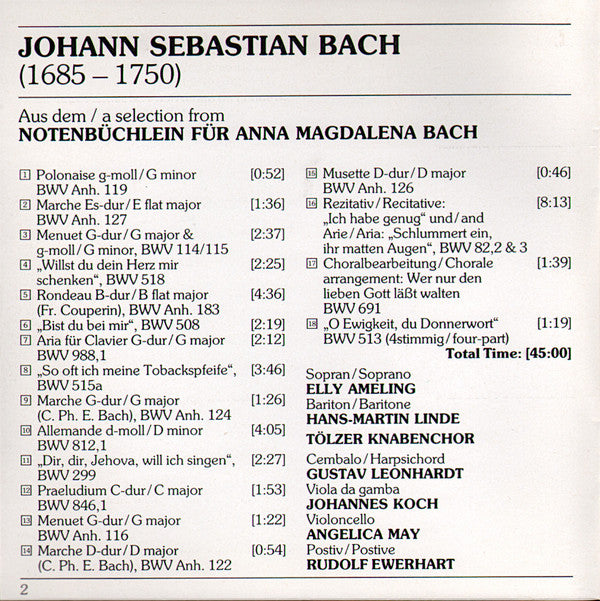 JOHANN SEBASTIAN BACH
(1685 – 1750)
Aus dem / a selection from
NOTENBÜCHLEIN FÜR ANNA MAGDALENA BACH
1 Polonaise g-moll/G minor [0:52]
BWV Anh. 119
2 Marche Es-dur/E flat major [1:36]
BWV Anh. 127
3 Menuet G-dur/G major & [2:37]
g-moll/G minor, BWV 114/115
4 „Willst du dein Herz mir [2:25]
schenken“, BWV 518
5 Rondeau B-dur/B flat major [4:36]
(Fr. Couperin), BWV Anh. 183
6 „Bist du bei mir“, BWV 508 [2:19]
7 Aria für Clavier G-dur/G major [2:12]
BWV 988,1
8 „So oft ich meine Tobackspfeife“, [3:46]
BWV 515a
9 Marche G-dur/G major [1:26]
(C. Ph. E. Bach), BWV Anh. 124
10 Allemande d-moll/D minor [4:05]
BWV 812,1
11 „Dir, dir, Jehova, will ich singen“, [2:27]
BWV 299
12 Praeludium C-dur/C major [1:53]
BWV 846,1
13 Menuet G-dur/G major [1:22]
BWV Anh. 116
14 Marche D-dur/D major [0:54]
(C. Ph. E. Bach), BWV Anh. 122
15 Musette D-dur/D major [0:46]
BWV Anh. 126
16 Rezitativ/Recitative: [8:13]
„Ich habe genug“ und/and
Arie/Aria: „Schlummert ein,
ihr matten Augen“, BWV 82,2 & 3
17 Choralbearbeitung/Chorale [1:39]
arrangement: Wer nur den
lieben Gott läßt walten
BWV 691
18 „O Ewigkeit, du Donnerwort“ [1:19]
BWV 513 (4stimmig/four-part)
Total Time: [45:00]
Sopran/Soprano
ELLY AMELING
Bariton/Baritone
HANS-MARTIN LINDE
TÖLZER KNABENCHOR
Cembalo/Harpsichord
GUSTAV LEONHARDT
Viola da gamba
JOHANNES KOCH
Violoncello
ANGELICA MAY
Postiv/Postive
RUDOLF EWERHART
2